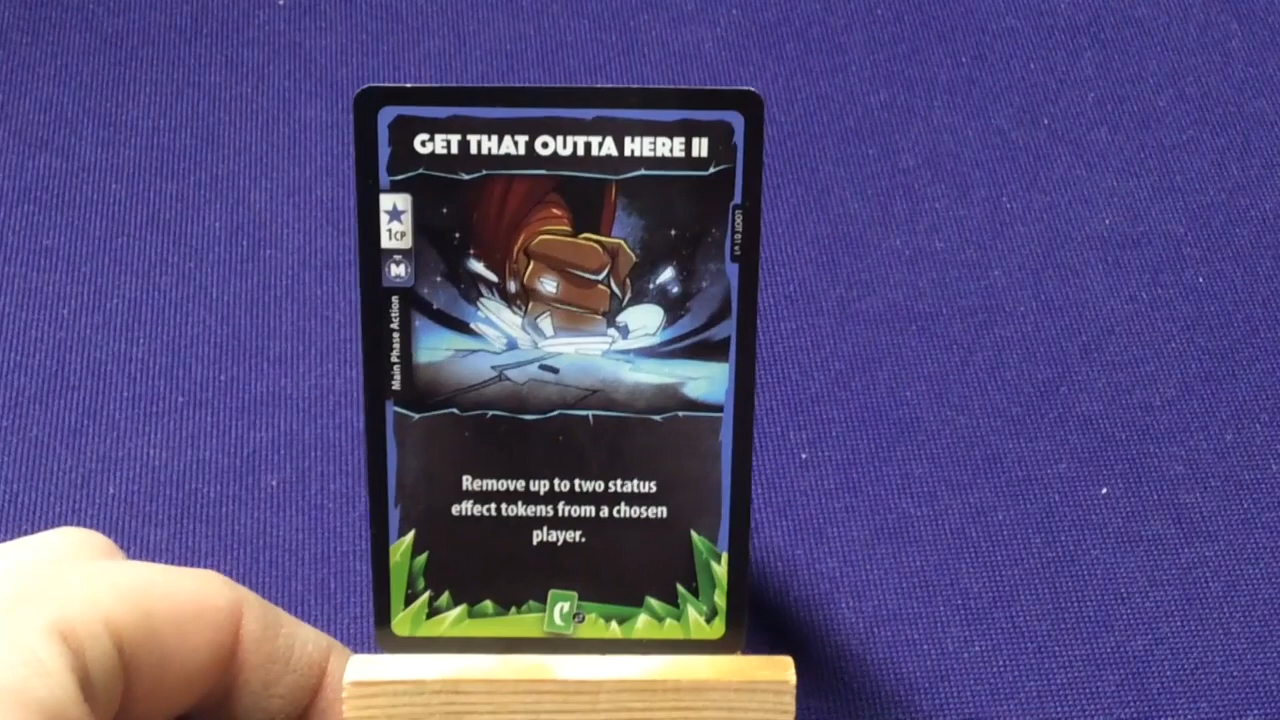 GET THAT OUTTA HERE II
1CP
M
Main Phase Action
LOOT 01 v1
Remove up to two status
effect tokens from a chosen
player.